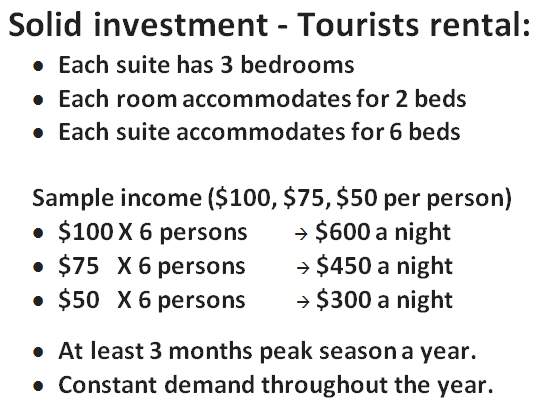 Solid investment - Tourists rental:
• Each suite has 3 bedrooms
• Each room accommodates for 2 beds
• Each suite accommodates for 6 beds
Sample income ($100, $75, $50 per person)
• $100 X 6 persons → $600 a night
• $75 X 6 persons → $450 a night
• $50 X 6 persons → $300 a night
• At least 3 months peak season a year.
• Constant demand throughout the year.